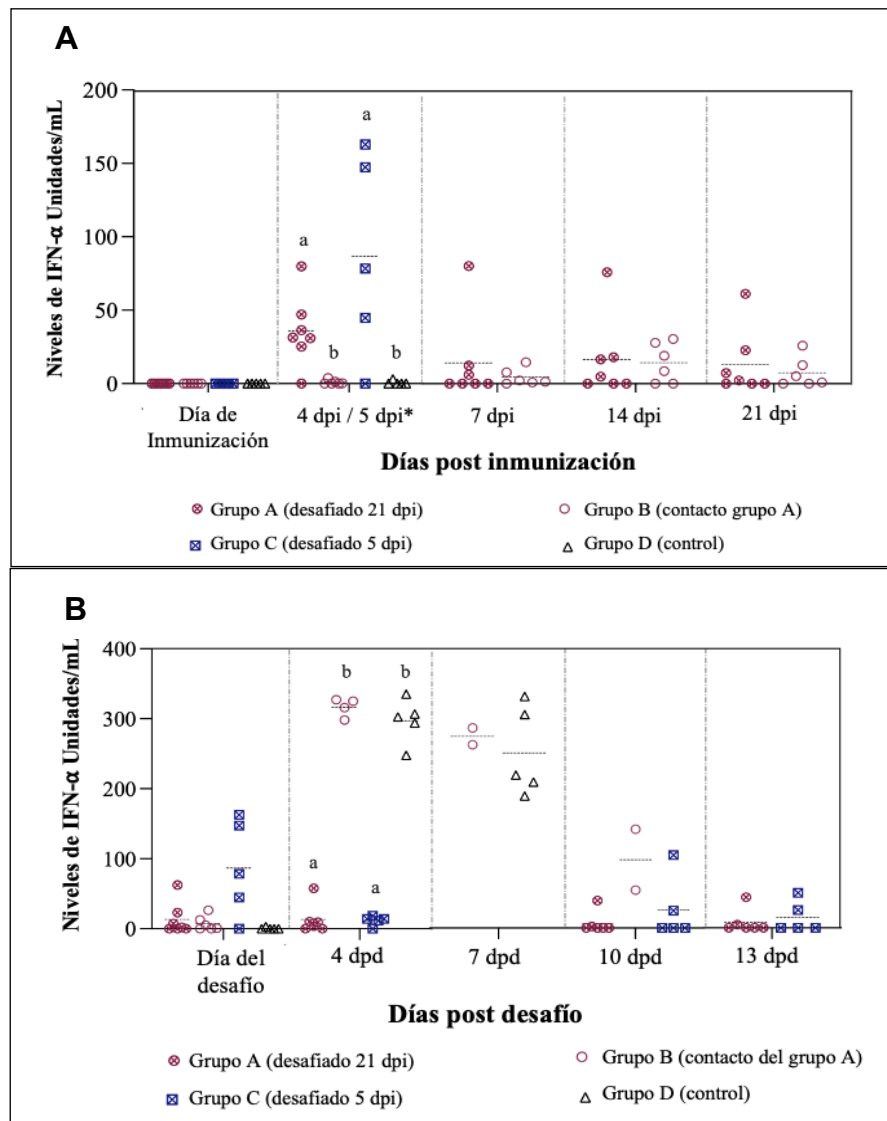 A
Niveles de IFN-α Unidades/mL
200
150
100
50
0
a
a
b
b
Día de
Inmunización
4 dpi / 5 dpi*
7 dpi
14 dpi
21 dpi
Días post inmunización
Grupo A (desafiado 21 dpi)
Grupo B (contacto grupo A)
Grupo C (desafiado 5 dpi)
Grupo D (control)
B
Niveles de IFN-α Unidades/mL
400
300
200
100
0
b
b
a
a
Día del
desafío
4 dpd
7 dpd
10 dpd
13 dpd
Días post desafío
Grupo A (desafiado 21 dpi)
Grupo B (contacto del grupo A)
Grupo C (desafiado 5 dpi)
Grupo D (control)